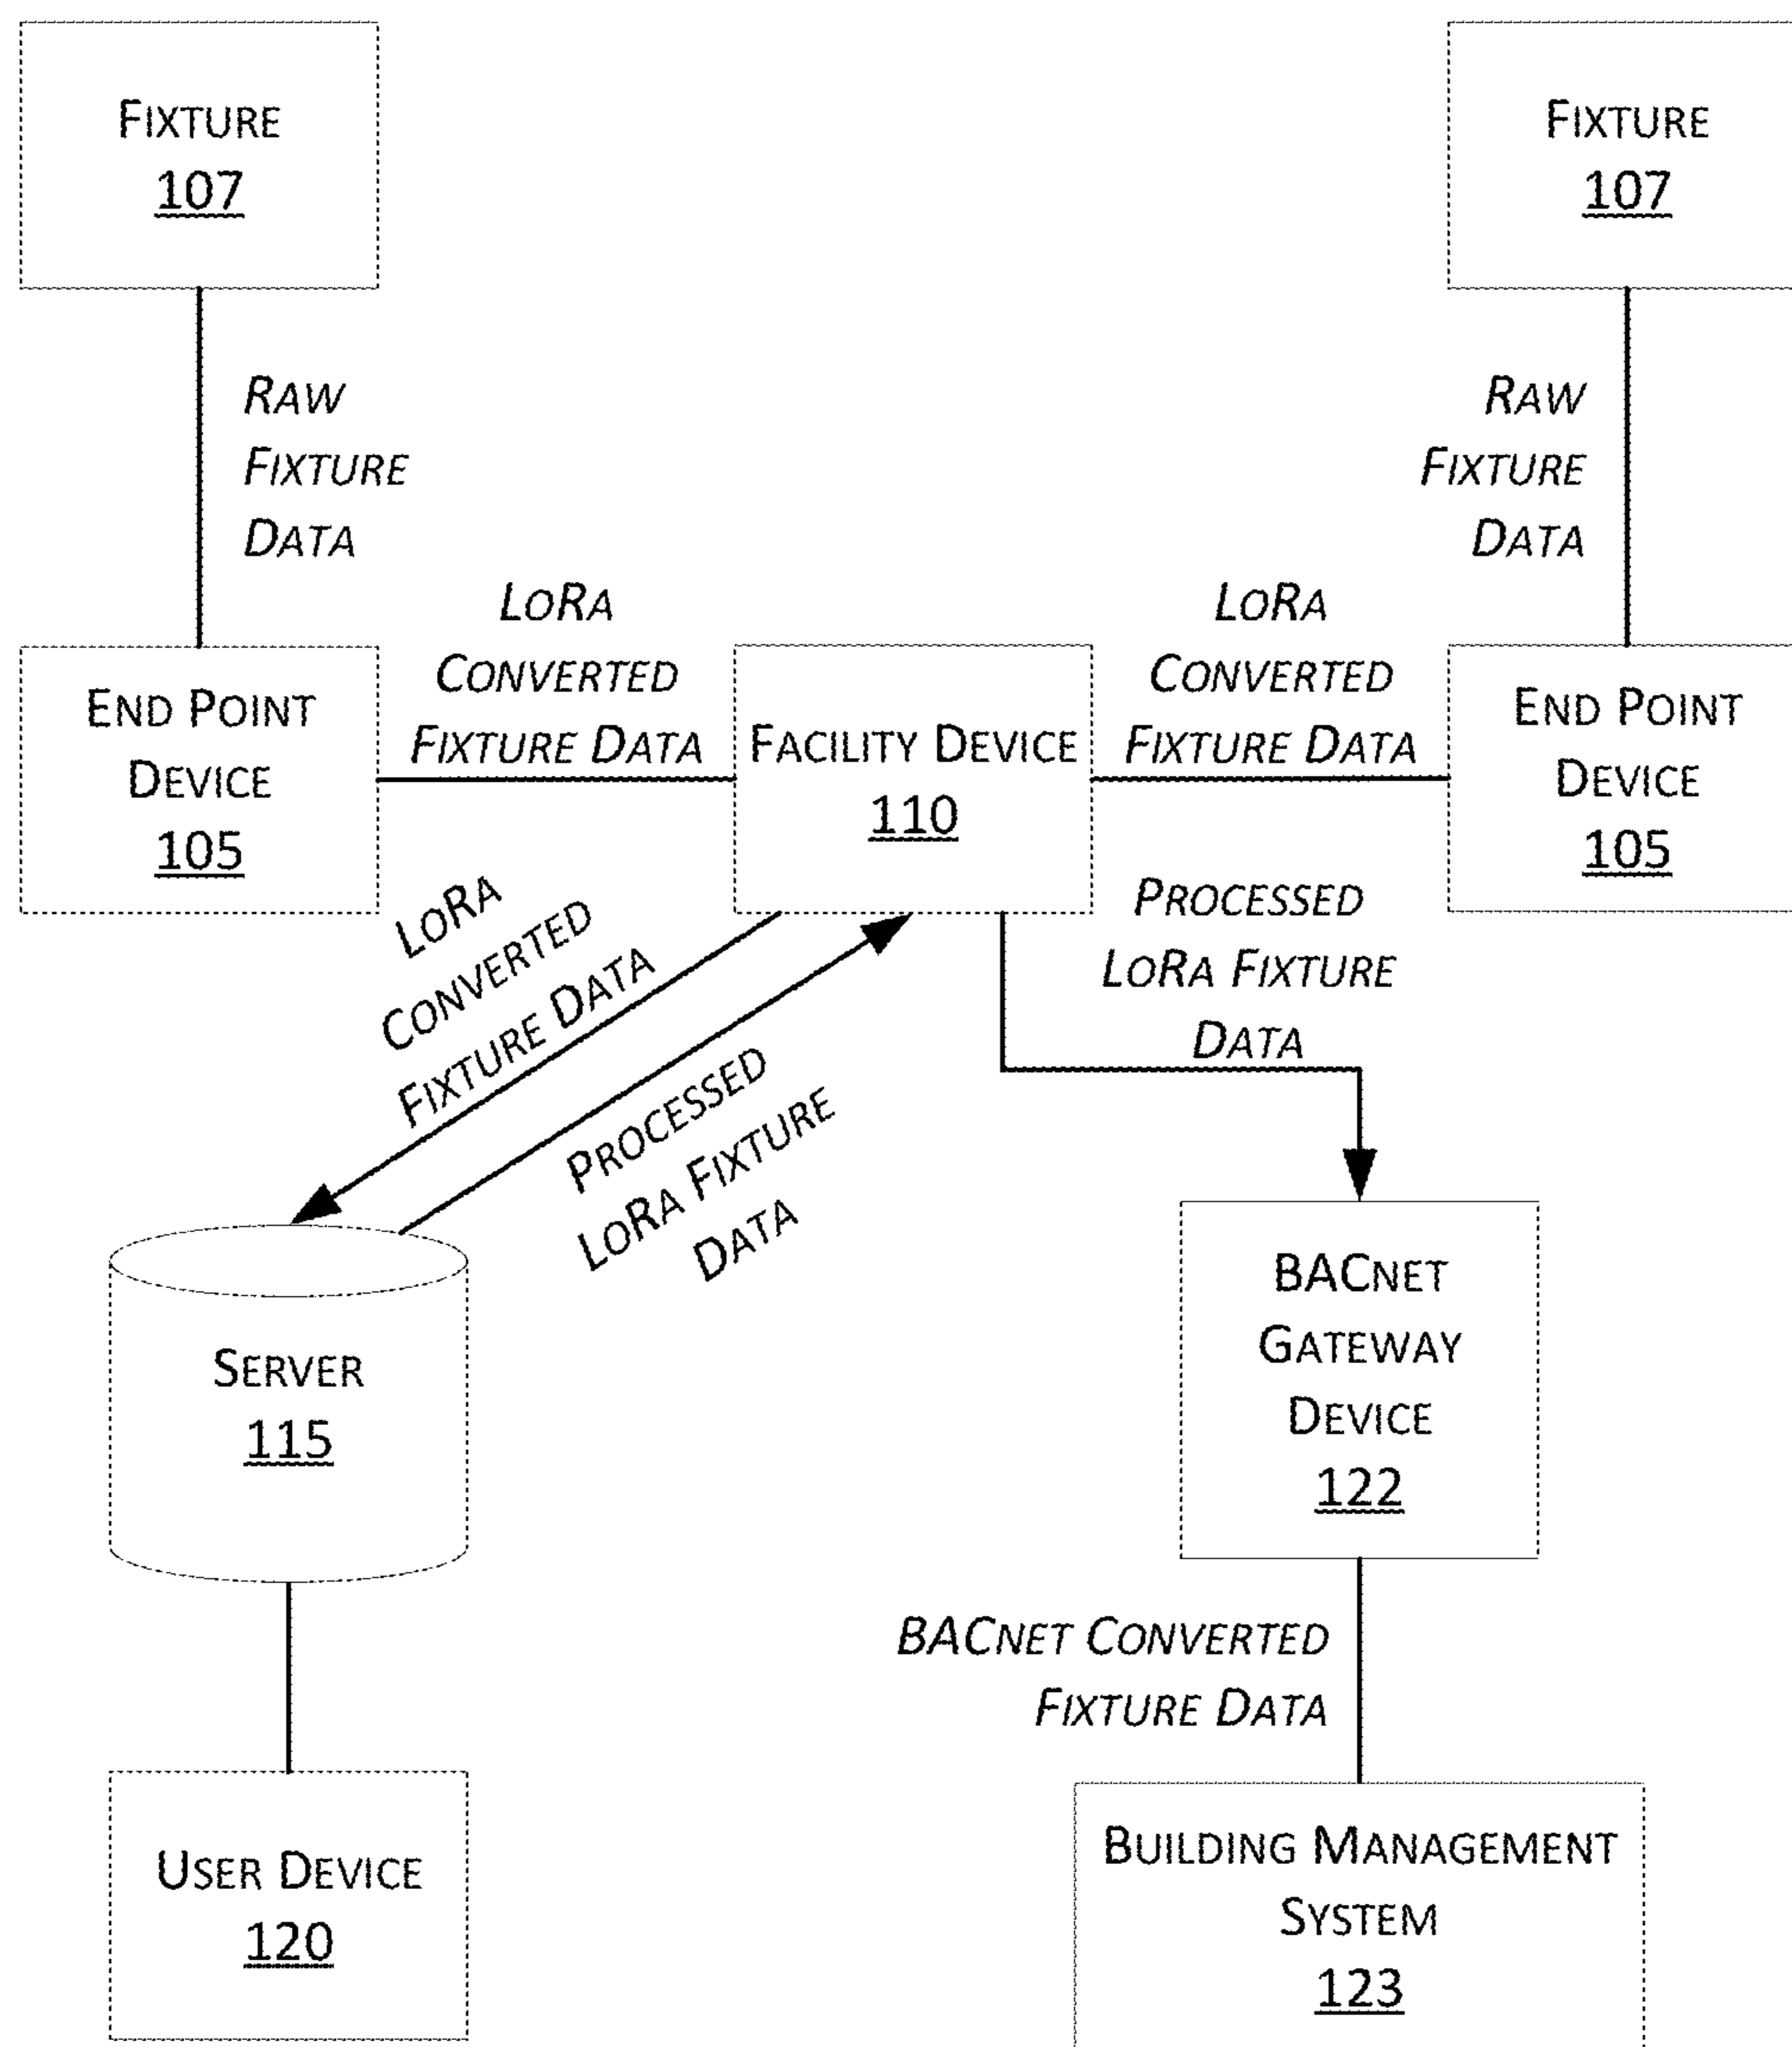 FIXTURE
107
FIXTURE
107
RAW
FIXTURE
DATA
RAW
FIXTURE
DATA
END POINT
DEVICE
105
LORA
CONVERTED
FIXTURE DATA
FACILITY DEVICE
110
LORA
CONVERTED
FIXTURE DATA
END POINT
DEVICE
105
LORA
CONVERTED
FIXTURE DATA
PROCESSED
LORA FIXTURE
DATA
PROCESSED
LORA FIXTURE
DATA
SERVER
115
BACNET
GATEWAY
DEVICE
122
BACNET CONVERTED
FIXTURE DATA
USER DEVICE
120
BUILDING MANAGEMENT
SYSTEM
123